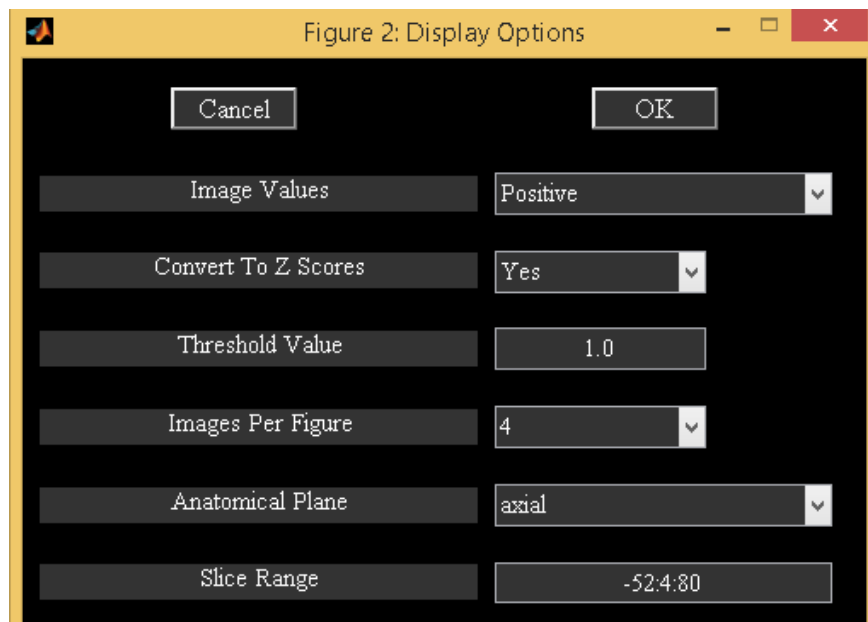 Figure 2: Display Options
Cancel OK
Image Values Positive
Convert To Z Scores Yes
Threshold Value 1.0
Images Per Figure 4
Anatomical Plane axial
Slice Range -52:4:80